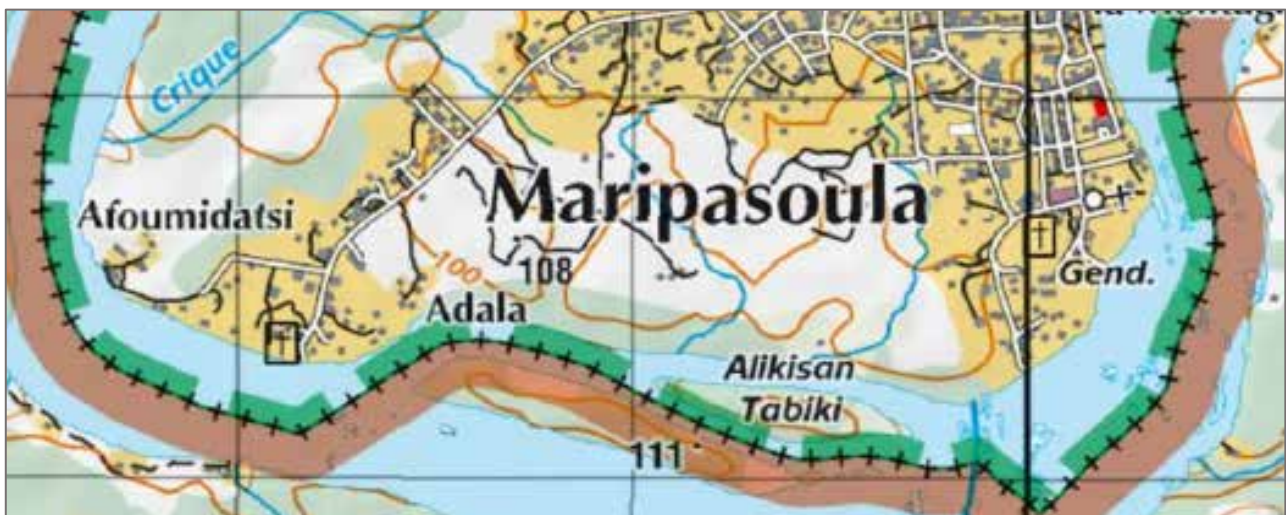 Crique
Afoumidatsi
Maripasoula
100
108
Gend.
Adala
Alikisan
Tabiki
111